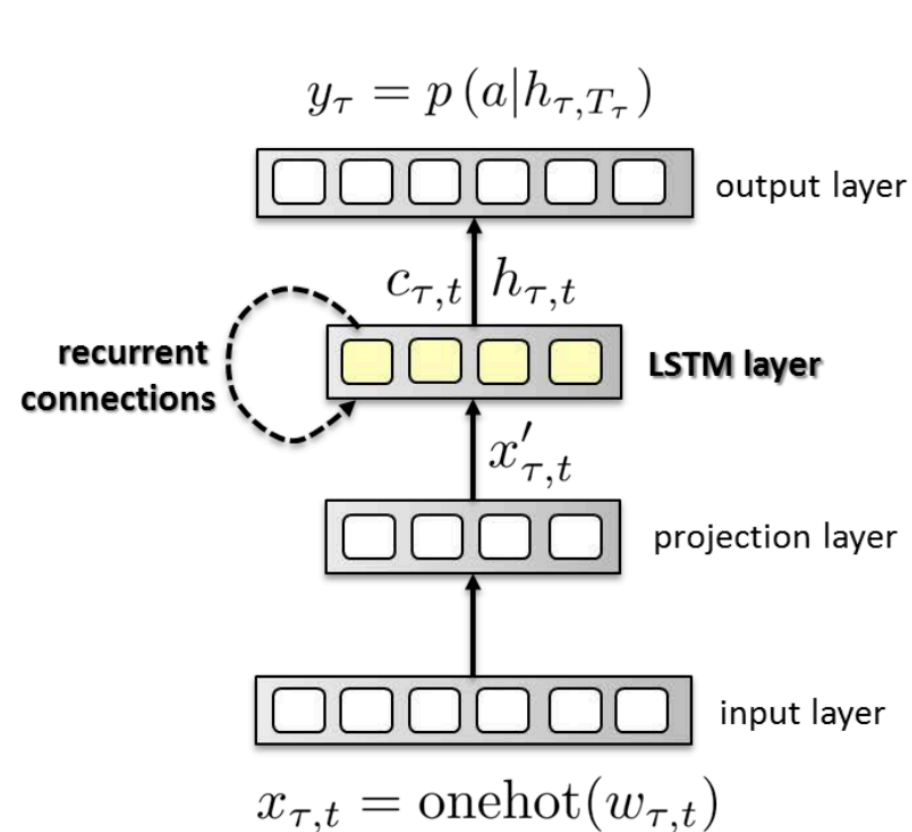 y_τ = p (a|h_{τ,T_τ})
output layer
c_{τ,t} h_{τ,t}
recurrent
connections
LSTM layer
x′_{τ,t}
projection layer
input layer
x_{τ,t} = onehot(w_{τ,t})